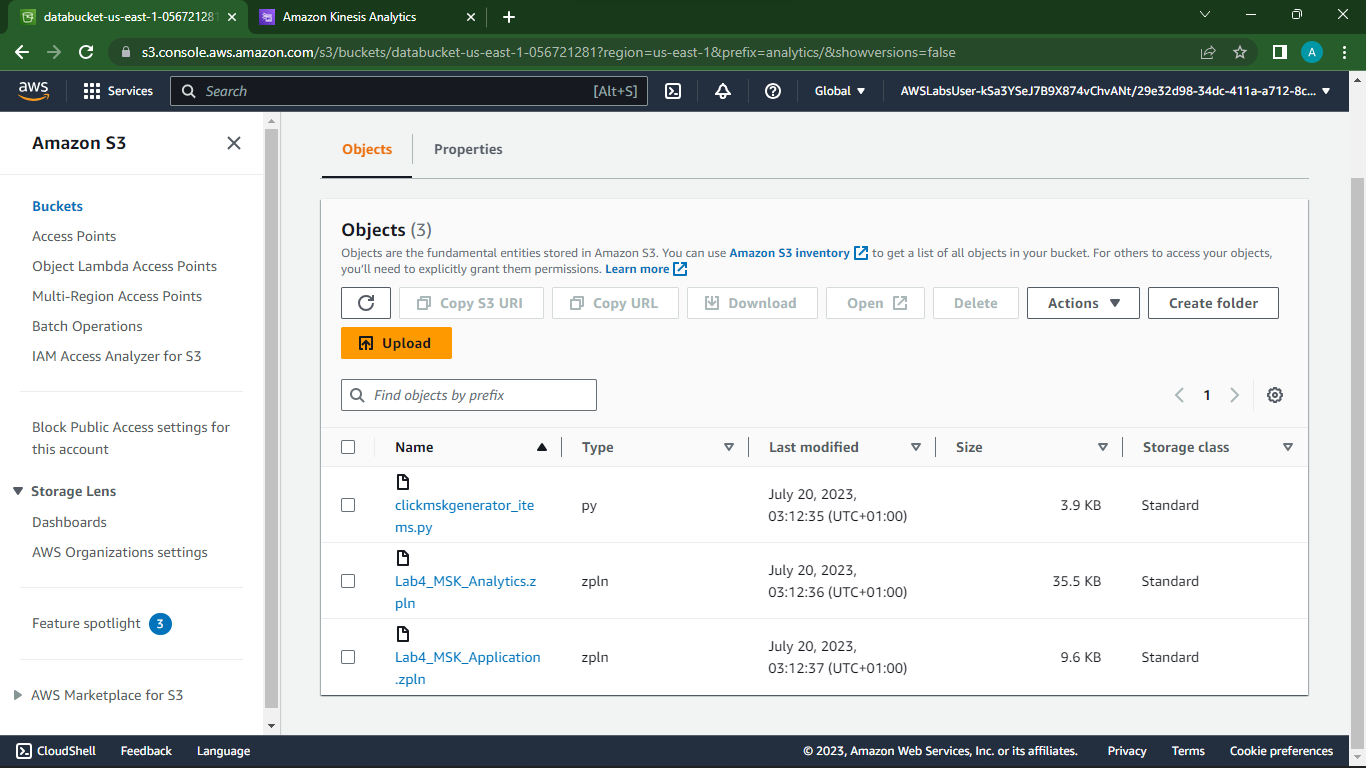 databucket-us-east-1-056721281
Amazon Kinesis Analytics
s3.console.aws.amazon.com/s3/buckets/databucket-us-east-1-056721281?region=us-east-1&prefix=analytics/&showversions=false
A
aws
Services
Search
[Alt+S]
Global
AWSLabsUser-kSa3YSeJ7B9X874vChvANt/29e32d98-34dc-411a-a712-8c...
Amazon S3
Buckets
Access Points
Object Lambda Access Points
Multi-Region Access Points
Batch Operations
IAM Access Analyzer for S3
Block Public Access settings for
this account
Storage Lens
Dashboards
AWS Organizations settings
Feature spotlight 3
AWS Marketplace for S3
Objects
Properties
Objects (3)
Objects are the fundamental entities stored in Amazon S3. You can use Amazon S3 inventory to get a list of all objects in your bucket. For others to access your objects,
you'll need to explicitly grant them permissions. Learn more
Copy S3 URI
Copy URL
Download
Open
Delete
Actions
Create folder
Upload
Find objects by prefix
1
Name
Type
Last modified
Size
Storage class
clickmskgenerator_ite
ms.py
py
July 20, 2023,
03:12:35 (UTC+01:00)
3.9 KB
Standard
Lab4_MSK_Analytics.z
pln
zpln
July 20, 2023,
03:12:36 (UTC+01:00)
35.5 KB
Standard
Lab4_MSK_Application
.zpln
zpln
July 20, 2023,
03:12:37 (UTC+01:00)
9.6 KB
Standard
CloudShell
Feedback
Language
© 2023, Amazon Web Services, Inc. or its affiliates.
Privacy
Terms
Cookie preferences